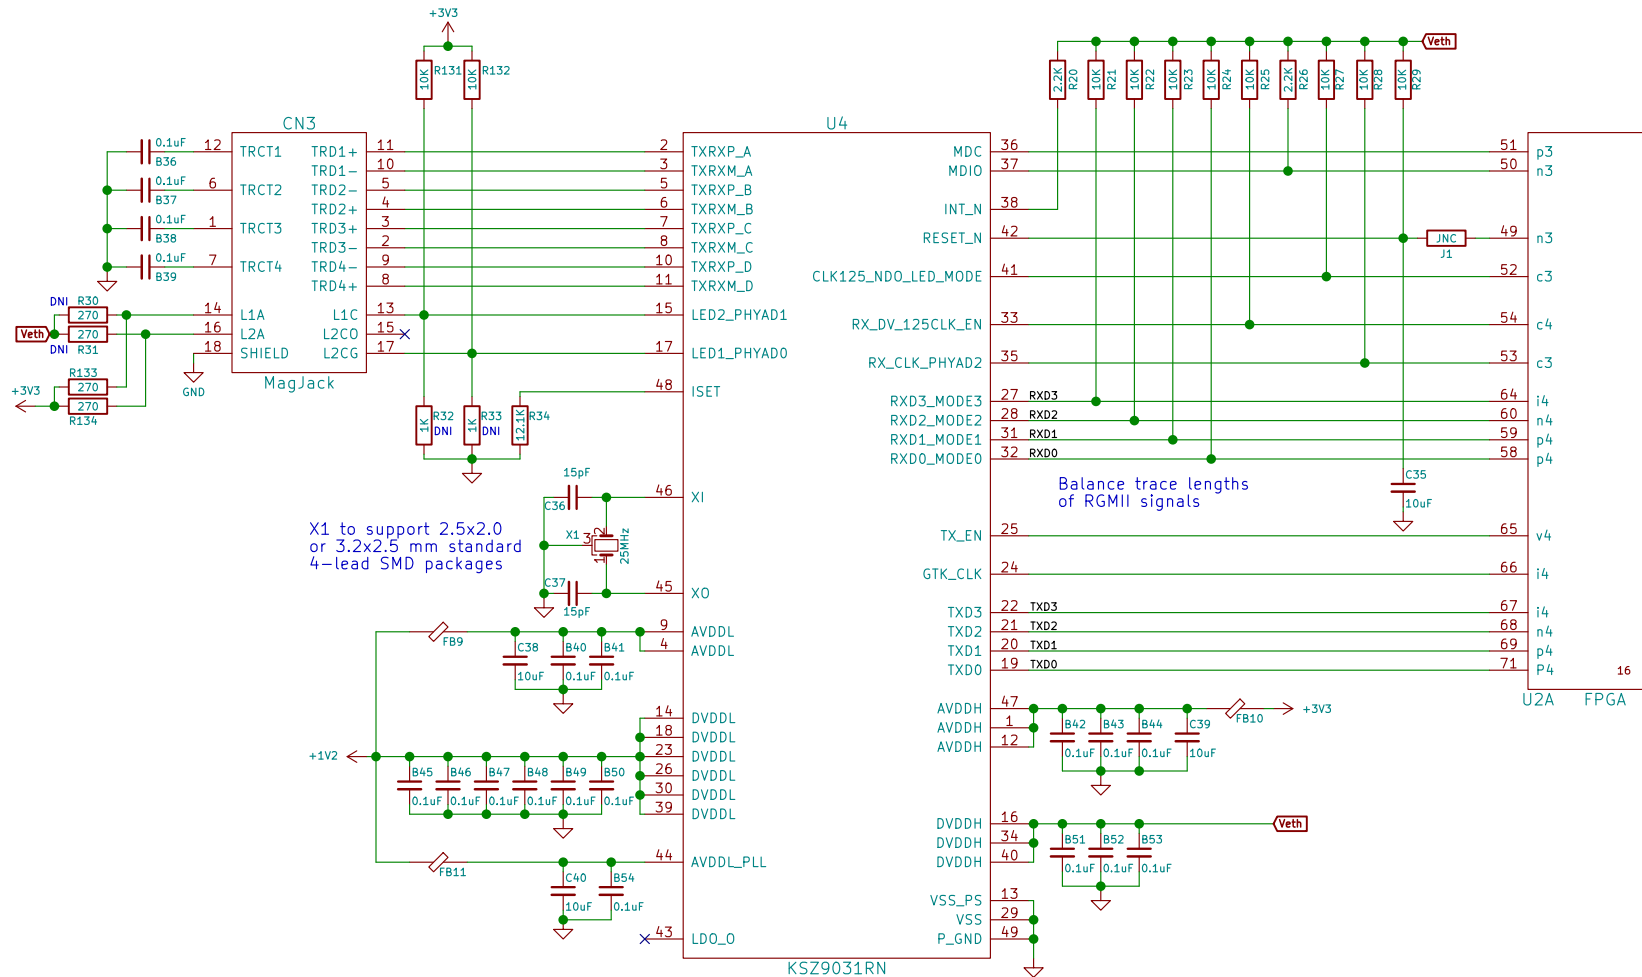 +3V3
10K
R131
10K
R132
CN3
12
TRCT1
6
TRCT2
1
TRCT3
7
TRCT4
14
L1A
16
L2A
18
SHIELD
TRD1+
11
TRD1-
10
TRD2-
5
TRD2+
4
TRD3+
3
TRD3-
2
TRD4-
9
TRD4+
8
L1C
13
L2CO
15
L2CG
17
MagJack
0.1uF
B36
0.1uF
B37
0.1uF
B38
0.1uF
B39
DNI
R30
270
Veth
270
DNI
R31
GND
R133
270
+3V3
270
R134
R32
1K
DNI
R33
1K
DNI
R34
12.1K
15pF
C36
X1
3
2
1
25MHz
C37
15pF
X1 to support 2.5x2.0
or 3.2x2.5 mm standard
4-lead SMD packages
FB9
C38
10uF
B40
0.1uF
B41
0.1uF
+1V2
B45
0.1uF
B46
0.1uF
B47
0.1uF
B48
0.1uF
B49
0.1uF
B50
0.1uF
FB11
C40
10uF
B54
0.1uF
U4
2
TXRXP_A
3
TXRXM_A
5
TXRXP_B
6
TXRXM_B
7
TXRXP_C
8
TXRXM_C
10
TXRXP_D
11
TXRXM_D
15
LED2_PHYAD1
17
LED1_PHYAD0
48
ISET
46
XI
45
XO
9
AVDDL
4
AVDDL
14
DVDDL
18
DVDDL
23
DVDDL
26
DVDDL
30
DVDDL
39
DVDDL
44
AVDDL_PLL
43
LDO_O
MDC
36
MDIO
37
INT_N
38
RESET_N
42
CLK125_NDO_LED_MODE
41
RX_DV_125CLK_EN
33
RX_CLK_PHYAD2
35
RXD3_MODE3
27
RXD3
RXD2_MODE2
28
RXD2
RXD1_MODE1
31
RXD1
RXD0_MODE0
32
RXD0
TX_EN
25
GTK_CLK
24
TXD3
22
TXD3
TXD2
21
TXD2
TXD1
20
TXD1
TXD0
19
TXD0
AVDDH
47
AVDDH
1
AVDDH
12
DVDDH
16
DVDDH
34
DVDDH
40
VSS_PS
13
VSS
29
P_GND
49
KSZ9031RN
Veth
2.2K
R20
10K
R21
10K
R22
10K
R23
10K
R24
10K
R25
2.2K
R26
10K
R27
10K
R28
10K
R29
JNC
J1
Balance trace lengths
of RGMII signals
C35
10uF
B42
0.1uF
B43
0.1uF
B44
0.1uF
C39
10uF
FB10
+3V3
B51
0.1uF
B52
0.1uF
B53
0.1uF
Veth
51
p3
50
n3
49
n3
52
c3
54
c4
53
c3
64
i4
60
n4
59
p4
58
p4
65
v4
66
i4
67
i4
68
n4
69
p4
71
P4
16
U2A
FPGA